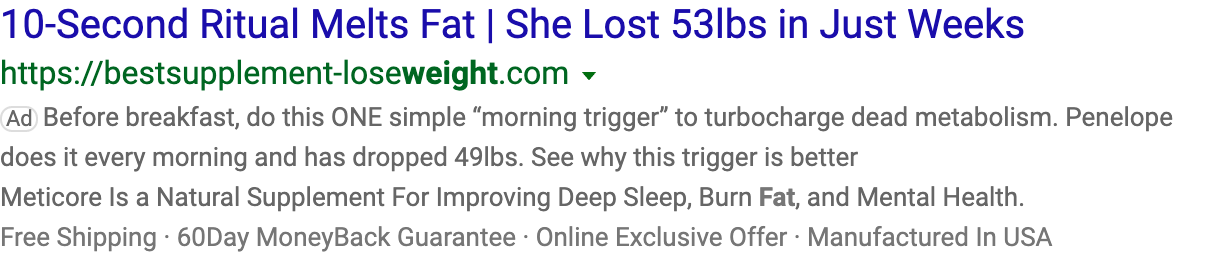 10-Second Ritual Melts Fat | She Lost 53lbs in Just Weeks
https://bestsupplement-loseweight.com
Ad Before breakfast, do this ONE simple “morning trigger” to turbocharge dead metabolism. Penelope
does it every morning and has dropped 49lbs. See why this trigger is better
Meticore Is a Natural Supplement For Improving Deep Sleep, Burn Fat, and Mental Health.
Free Shipping · 60Day MoneyBack Guarantee · Online Exclusive Offer · Manufactured In USA